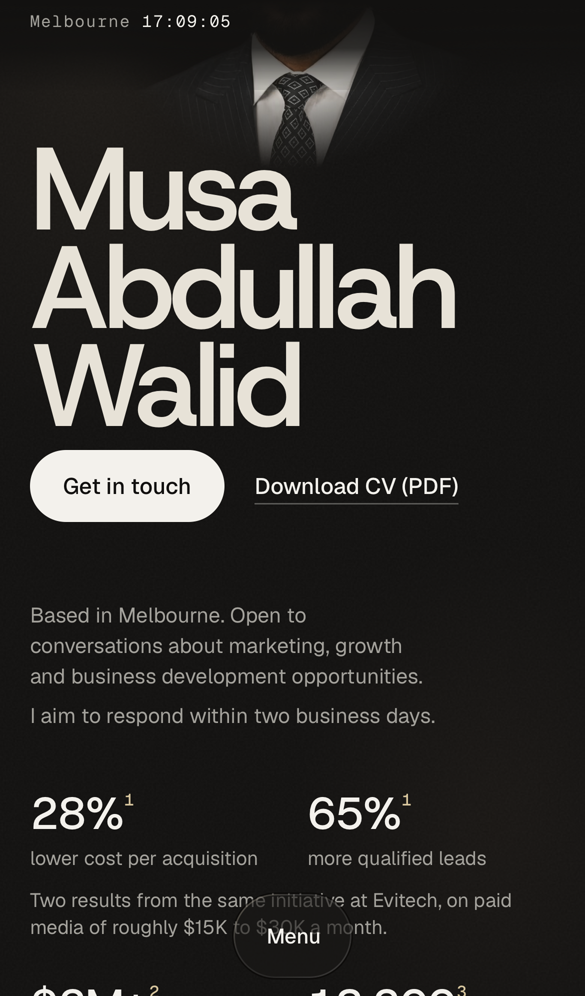 Melbourne 17:09:05
Musa
Abdullah
Walid
Get in touch
Download CV (PDF)
Based in Melbourne. Open to
conversations about marketing, growth
and business development opportunities.
I aim to respond within two business days.
28%1
65%1
lower cost per acquisition
more qualified leads
Two results from the same initiative at Evitech, on paid
media of roughly $15K to $30K a month.
Menu